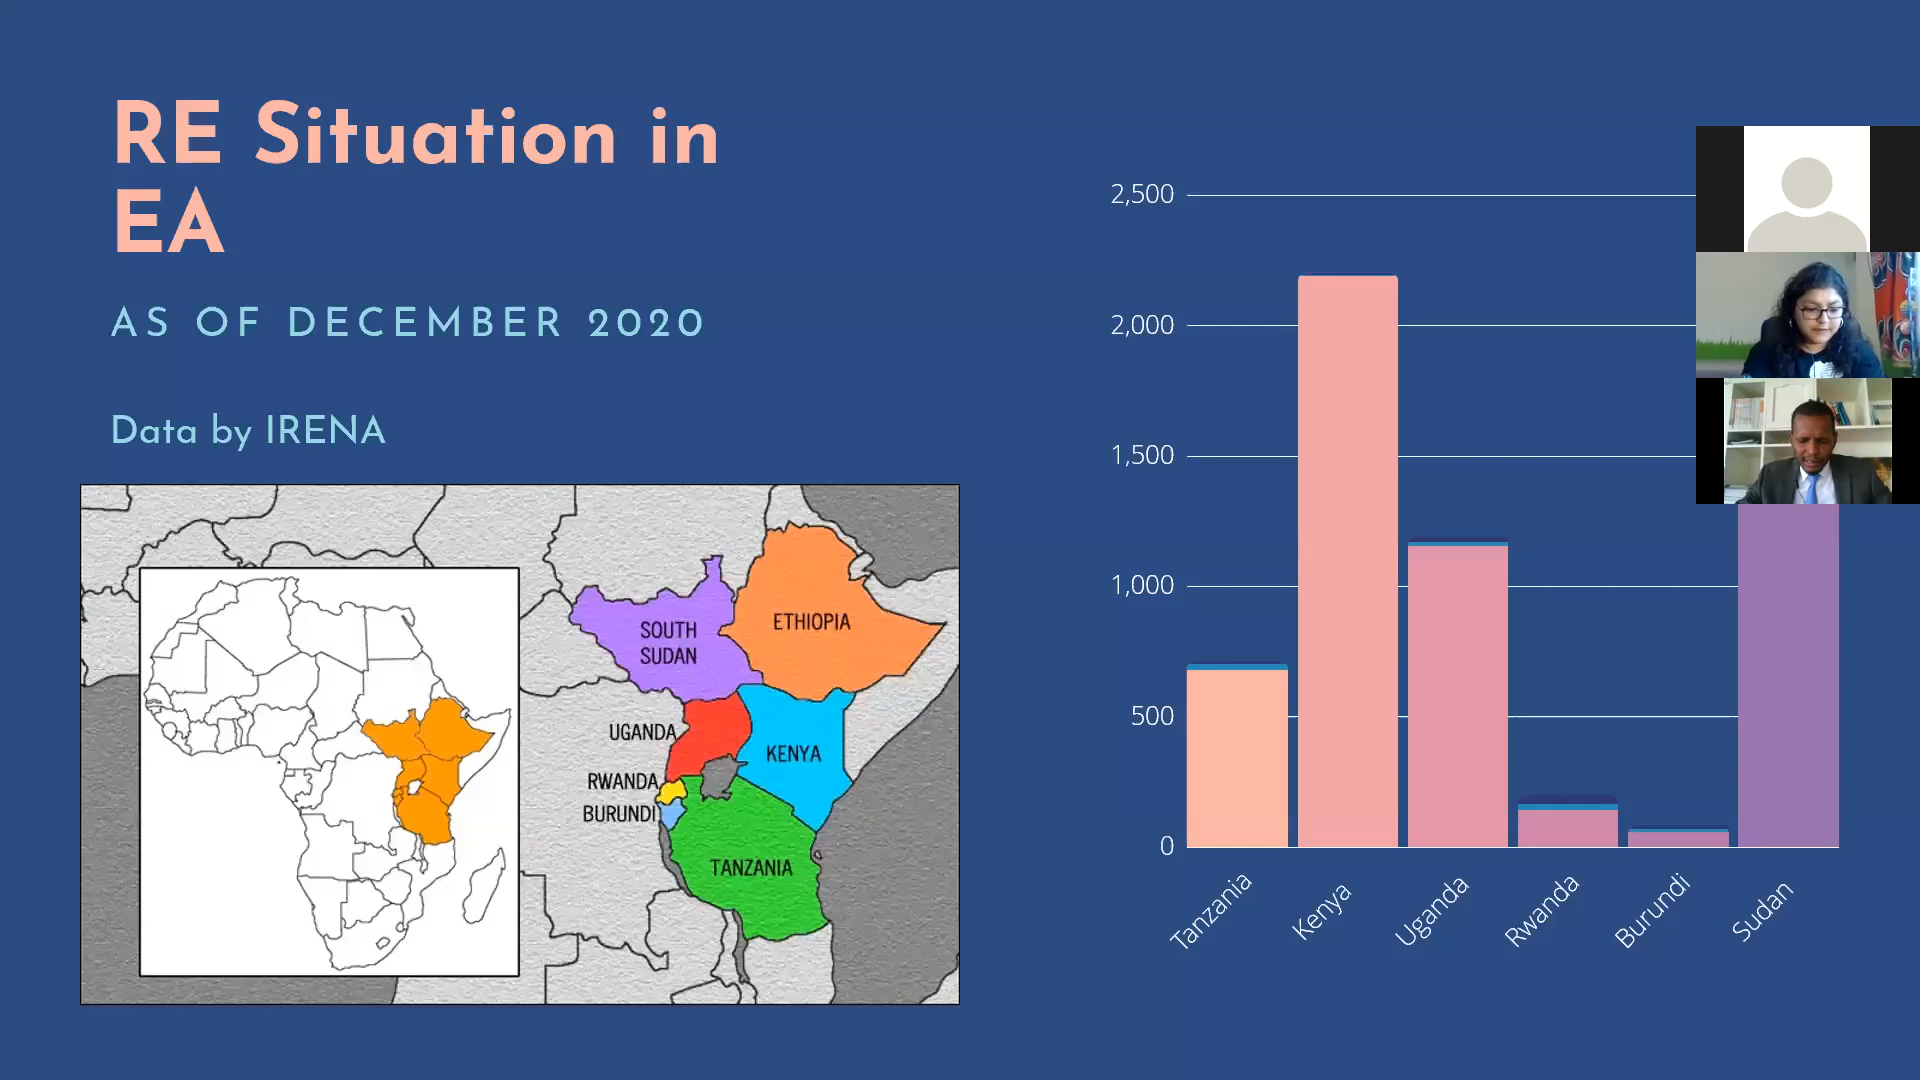 RE Situation in
EA
AS OF DECEMBER 2020
Data by IRENA
SOUTH
SUDAN
ETHIOPIA
UGANDA
KENYA
RWANDA
BURUNDI
TANZANIA
2,500
2,000
1,500
1,000
500
0
Tanzania
Kenya
Uganda
Rwanda
Burundi
Sudan